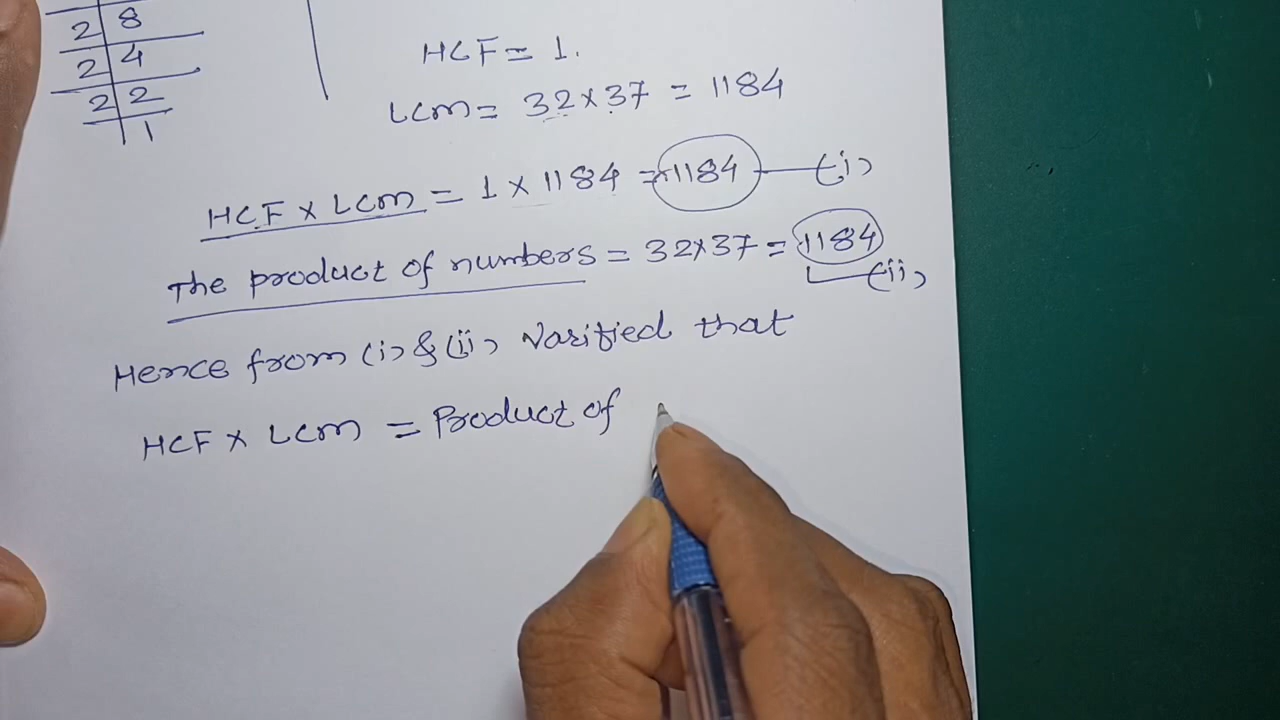 2 8
2 4
2 2
1
HCF = 1.
LCM = 32 × 37 = 1184
HCF × LCM = 1 × 1184 = 1184 — (i)
The product of numbers = 32 × 37 = 1184
(ii)
Hence from (i) & (ii) Varified that
HCF × LCM = Product of